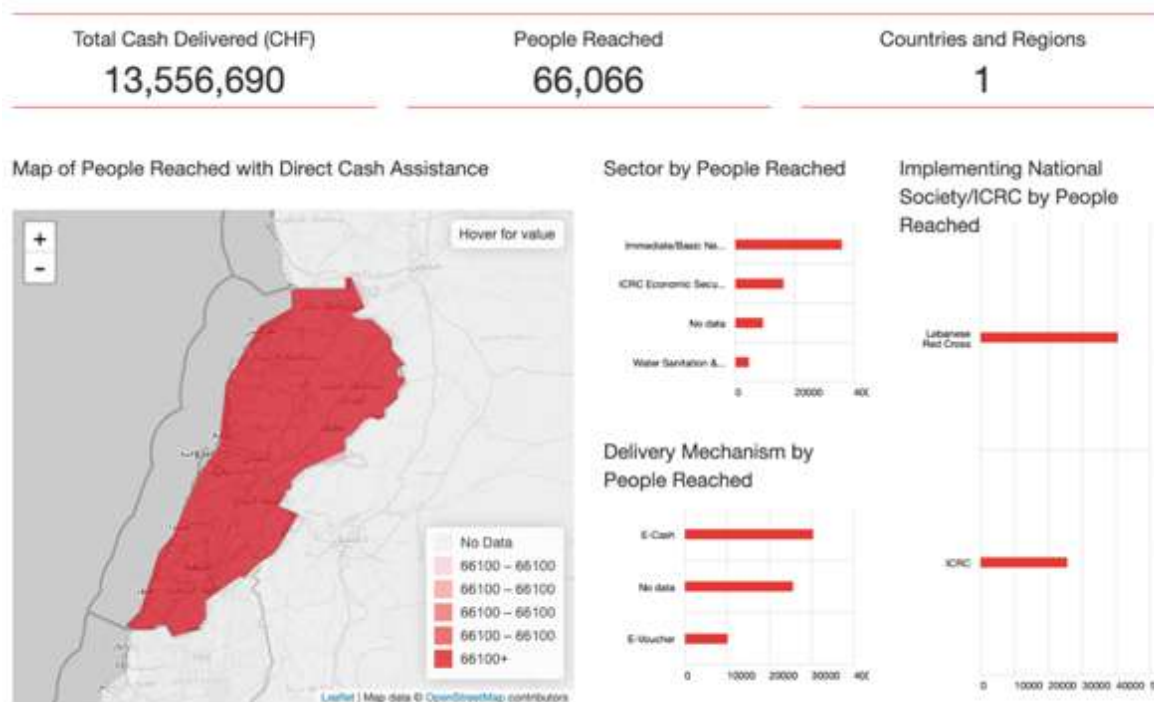 Total Cash Delivered (CHF)
13,556,690
People Reached
66,066
Countries and Regions
1
Map of People Reached with Direct Cash Assistance
+
−
Hover for value
No Data
66100 – 66100
66100 – 66100
66100 – 66100
66100 – 66100
66100+
Leaflet | Map data © OpenStreetMap contributors
Sector by People Reached
Immediate/Basic Ne...
ICRC Economic Secu...
No data
Water Sanitation &...
0 20000 400
Delivery Mechanism by
People Reached
E-Cash
No data
E-Voucher
0 10000 20000 30000 400
Implementing National
Society/ICRC by People
Reached
Lebanese
Red Cross
ICRC
0 10000 20000 30000 40000